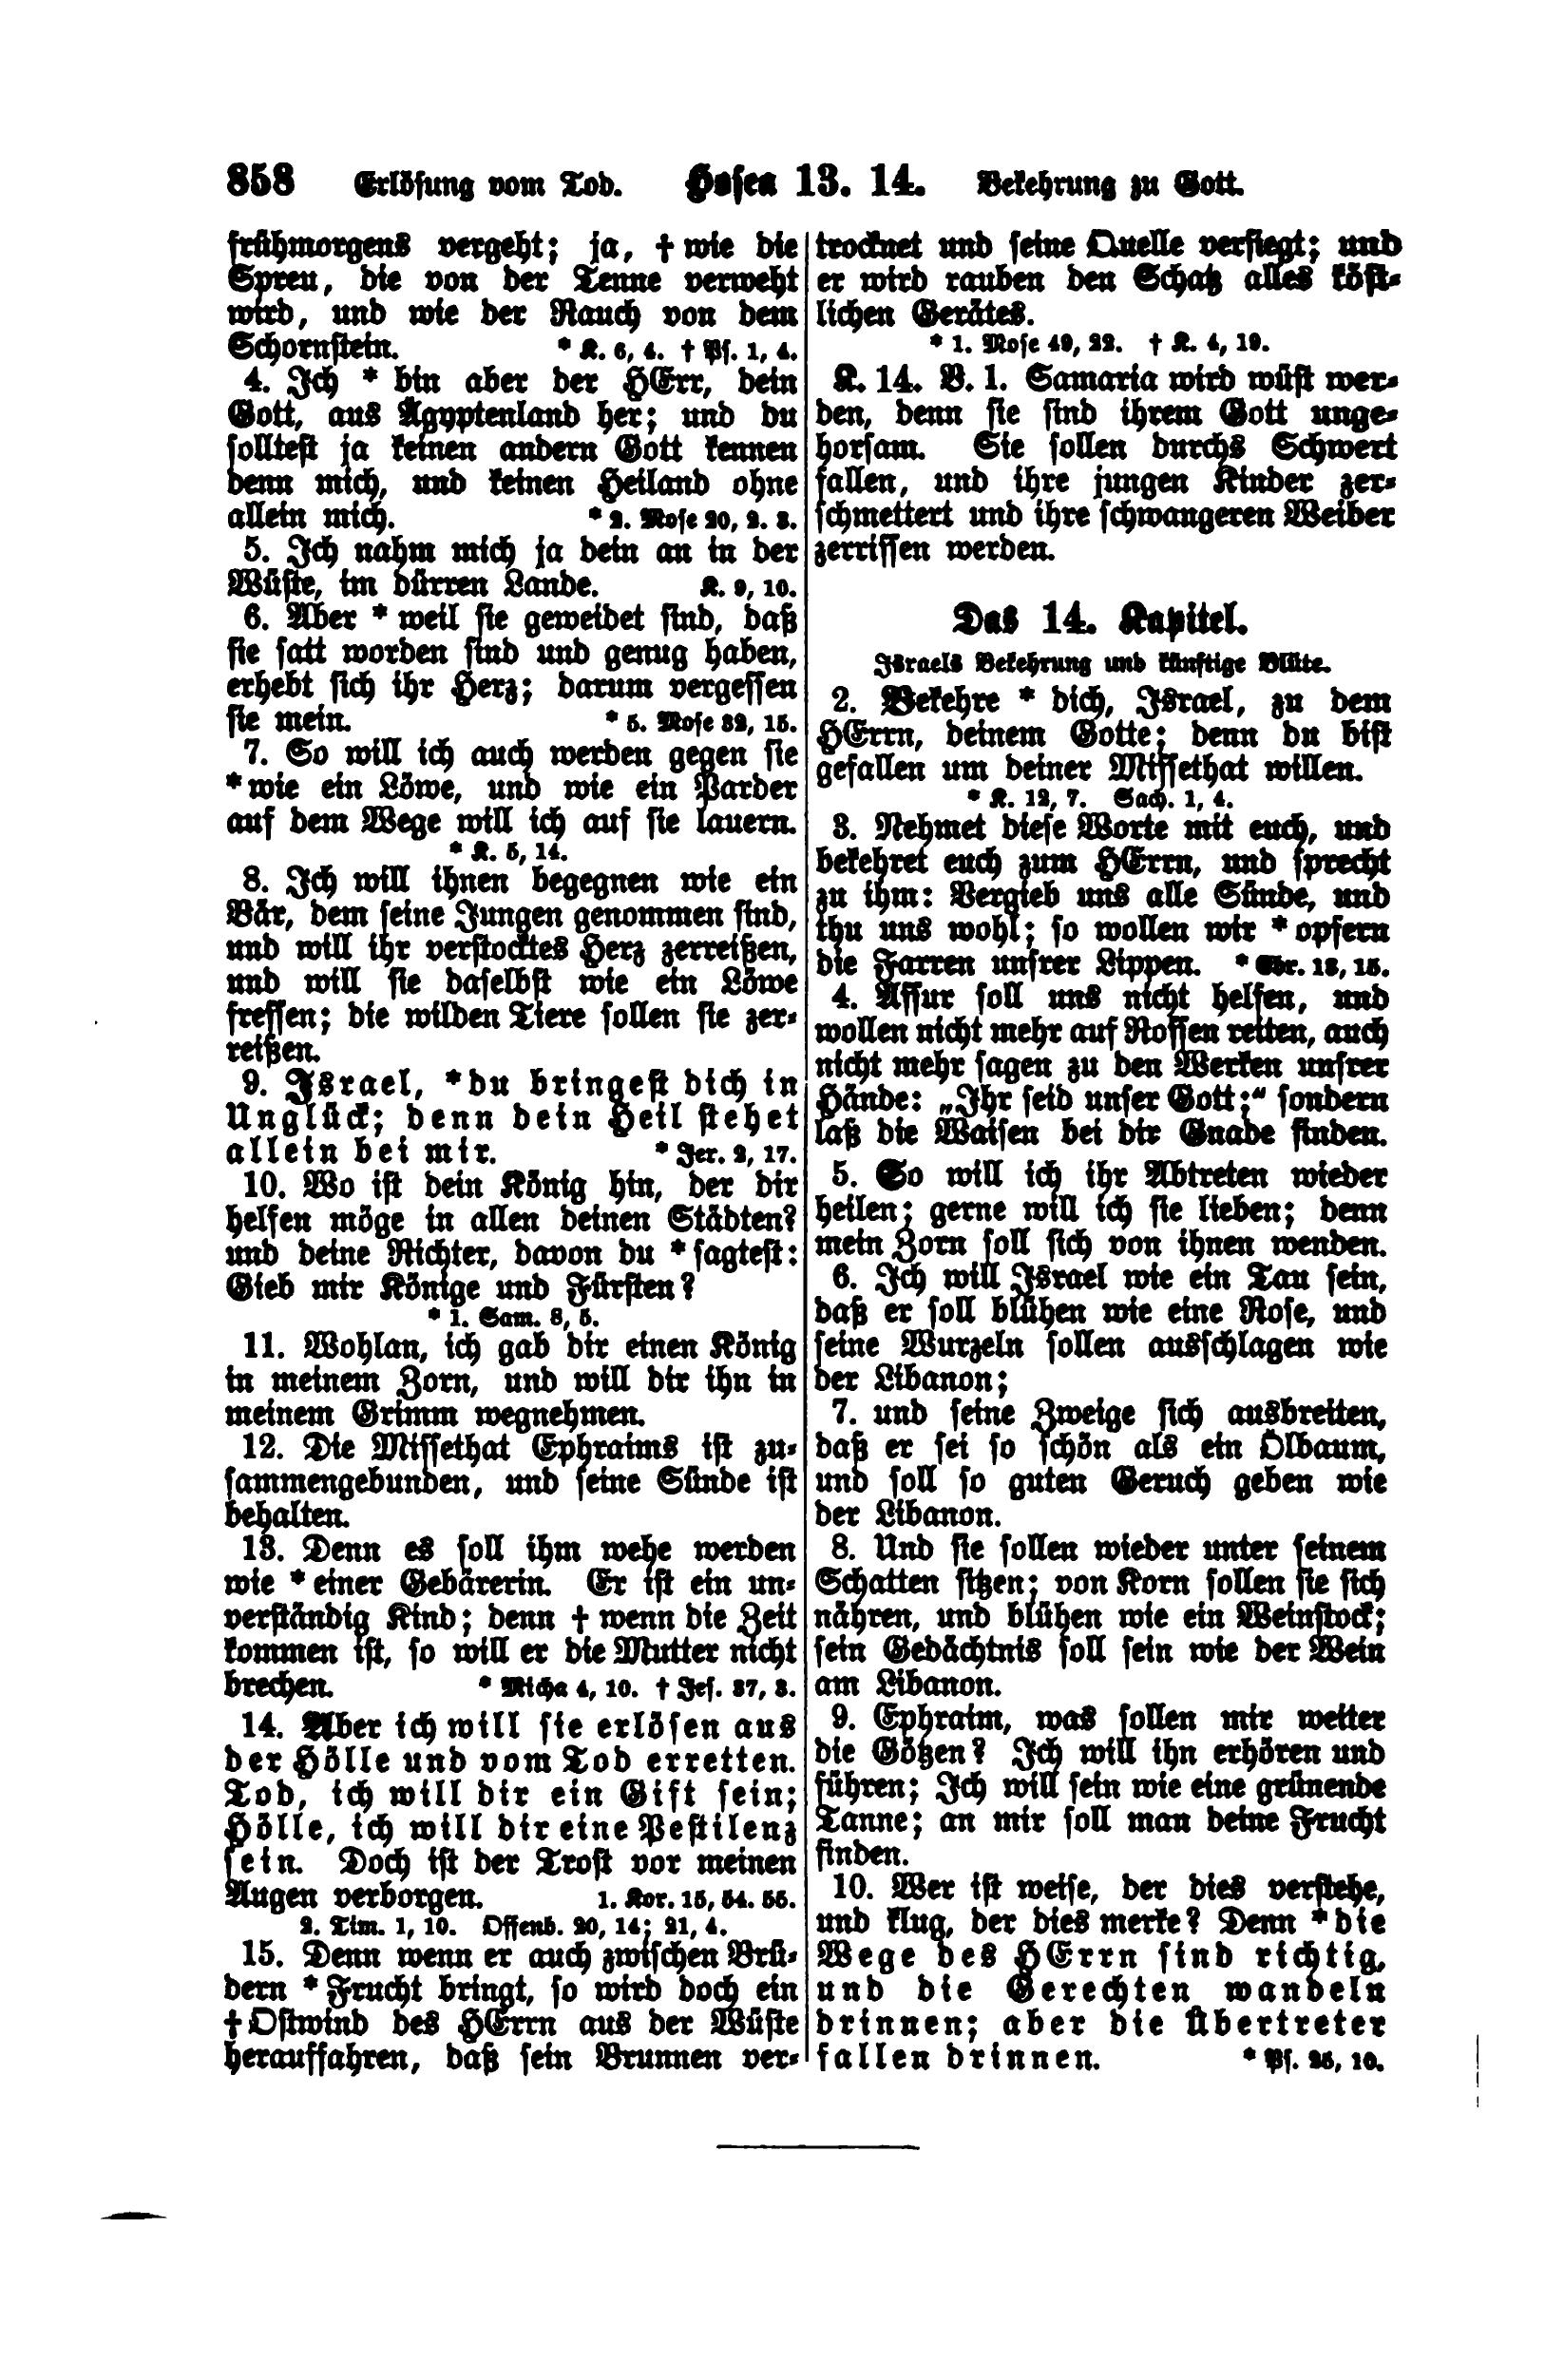 858 Erlöſung vom Tod. Hoſea 13. 14. Bekehrung zu Gott.
frühmorgens vergeht; ja, † wie die
Spreu, die von der Tenne verweht
wird, und wie der Rauch von dem
Schornſtein. * K. 6, 4. † Pſ. 1, 4.
4. Ich * bin aber der HErr, dein
Gott, aus Ägyptenland her; und du
ſollteſt ja keinen andern Gott kennen
denn mich, und keinen Heiland ohne
allein mich. * 2. Moſe 20, 2. 3.
5. Ich nahm mich ja dein an in der
Wüſte, im dürren Lande. K. 9, 10.
6. Aber * weil ſie geweidet ſind, daß
ſie ſatt worden ſind und genug haben,
erhebt ſich ihr Herz; darum vergeſſen
ſie mein. * 5. Moſe 32, 15.
7. So will ich auch werden gegen ſie
* wie ein Löwe, und wie ein Parder
auf dem Wege will ich auf ſie lauern.
* K. 5, 14.
8. Ich will ihnen begegnen wie ein
Bär, dem ſeine Jungen genommen ſind,
und will ihr verſtocktes Herz zerreißen,
und will ſie daſelbſt wie ein Löwe
freſſen; die wilden Tiere ſollen ſie zer-
reißen.
9. Israel, * du bringeſt dich in
Unglück; denn dein Heil ſtehet
allein bei mir. * Jer. 2, 17.
10. Wo iſt dein König hin, der dir
helfen möge in allen deinen Städten?
und deine Richter, davon du * ſagteſt:
Gieb mir Könige und Fürſten?
* 1. Sam. 8, 5.
11. Wohlan, ich gab dir einen König
in meinem Zorn, und will dir ihn in
meinem Grimm wegnehmen.
12. Die Miſſethat Ephraims iſt zu-
ſammengebunden, und ſeine Sünde iſt
behalten.
13. Denn es ſoll ihm wehe werden
wie * einer Gebärerin. Er iſt ein un-
verſtändig Kind; denn † wenn die Zeit
kommen iſt, ſo will er die Mutter nicht
brechen. * Micha 4, 10. † Jeſ. 37, 3.
14. Aber ich will ſie erlöſen aus
der Hölle und vom Tod erretten.
Tod, ich will dir ein Gift ſein;
Hölle, ich will dir eine Peſtilenz
ſein. Doch iſt der Troſt vor meinen
Augen verborgen. 1. Kor. 15, 54. 55.
2. Tim. 1, 10. Offenb. 20, 14; 21, 4.
15. Denn wenn er auch zwiſchen Brü-
dern * Frucht bringt, ſo wird doch ein
† Oſtwind des HErrn aus der Wüſte
herauffahren, daß ſein Brunnen ver-
trocknet und ſeine Quelle verſiegt; und
er wird rauben den Schatz alles köſt-
lichen Gerätes.
* 1. Moſe 49, 22. † K. 4, 19.
K. 14. V. 1. Samaria wird wüſt wer-
den, denn ſie ſind ihrem Gott unge-
horſam. Sie ſollen durchs Schwert
fallen, und ihre jungen Kinder zer-
ſchmettert und ihre ſchwangeren Weiber
zerriſſen werden.
Das 14. Kapitel.
Israels Bekehrung und künftige Blüte.
2. Bekehre * dich, Israel, zu dem
HErrn, deinem Gotte; denn du biſt
gefallen um deiner Miſſethat willen.
* K. 12, 7. Sach. 1, 4.
3. Nehmet dieſe Worte mit euch, und
bekehret euch zum HErrn, und ſprecht
zu ihm: Vergieb uns alle Sünde, und
thu uns wohl; ſo wollen wir * opfern
die Farren unſrer Lippen. * Ebr. 13, 15.
4. Aſſur ſoll uns nicht helfen, und
wollen nicht mehr auf Roſſen reiten, auch
nicht mehr ſagen zu den Werken unſrer
Hände: „Ihr ſeid unſer Gott;“ ſondern
laß die Waiſen bei dir Gnade finden.
5. So will ich ihr Abtreten wieder
heilen; gerne will ich ſie lieben; denn
mein Zorn ſoll ſich von ihnen wenden.
6. Ich will Israel wie ein Tau ſein,
daß er ſoll blühen wie eine Roſe, und
ſeine Wurzeln ſollen ausſchlagen wie
der Libanon;
7. und ſeine Zweige ſich ausbreiten,
daß er ſei ſo ſchön als ein Ölbaum,
und ſoll ſo guten Geruch geben wie
der Libanon.
8. Und ſie ſollen wieder unter ſeinem
Schatten ſitzen; von Korn ſollen ſie ſich
nähren, und blühen wie ein Weinſtock;
ſein Gedächtnis ſoll ſein wie der Wein
am Libanon.
9. Ephraim, was ſollen mir weiter
die Götzen? Ich will ihn erhören und
führen; Ich will ſein wie eine grünende
Tanne; an mir ſoll man deine Frucht
finden.
10. Wer iſt weiſe, der dies verſtehe,
und klug, der dies merke? Denn * die
Wege des HErrn ſind richtig,
und die Gerechten wandeln
drinnen; aber die Übertreter
fallen drinnen. * Pſ. 25, 10.